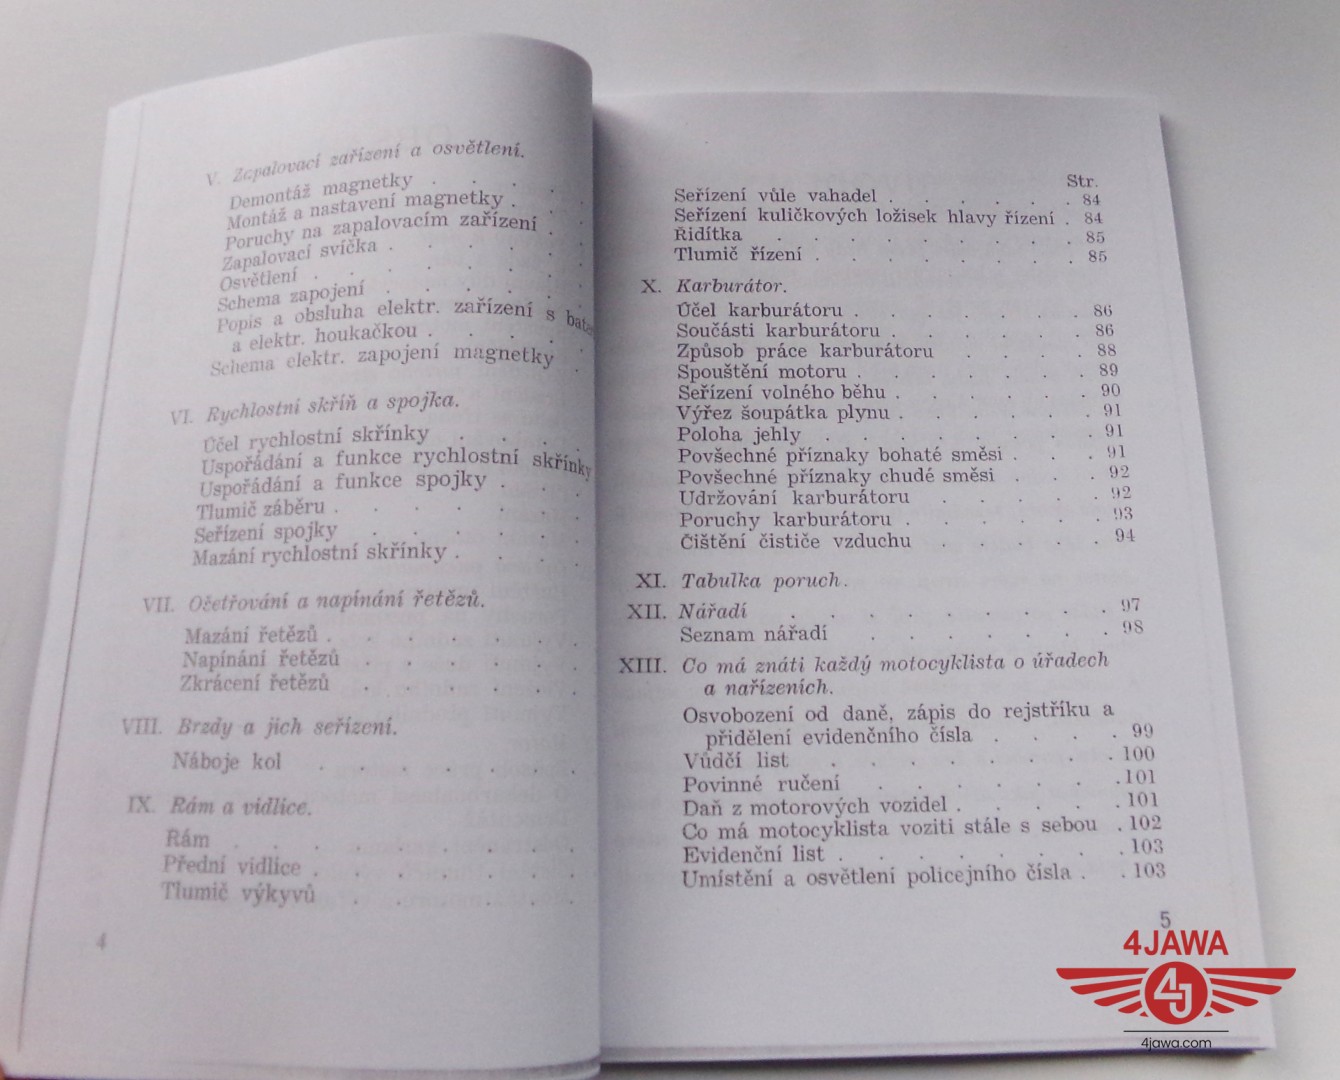 V. Zapalovací zařízení a osvětlení.
Demontáž magnetky . . . .
Montáž a nastavení magnetky . . .
Poruchy na zapalovacím zařízení . .
Zapalovací svíčka . . . . . .
Osvětlení . . . . . . .
Schema zapojení . . . . . .
Popis a obsluha elektr. zařízení s
a elektr. houkačkou . . . . .
Schema elektr. zapojení magnetky .
VI. Rychlostní skříň a spojka.
Účel rychlostní skřínky . . . .
Uspořádání a funkce rychlostní skřínky
Uspořádání a funkce spojky . . .
Tlumič záběru . . . . . .
Seřízení spojky . . . . . .
Mazání rychlostní skřínky . . . .
VII. Ošetřování a napínání řetězů.
Mazání řetězů . . . . . . .
Napínání řetězů . . . . . .
Zkrácení řetězů . . . . . .
VIII. Brzdy a jich seřízení.
Náboje kol . . . . . . .
IX. Rám a vidlice.
Rám . . . . . . . . .
Přední vidlice . . . . . . .
Tlumič výkyvů . . . . . .
4
Str.
Seřízení vůle vahadel . . . . . . 84
Seřízení kuličkových ložisek hlavy řízení . 84
Řidítka . . . . . . . . . 85
Tlumič řízení . . . . . . . . 85
X. Karburátor.
Účel karburátoru . . . . . . . 86
Součásti karburátoru . . . . . . 86
Způsob práce karburátoru . . . . 88
Spouštění motoru . . . . . . . 89
Seřízení volného běhu . . . . . . 90
Výřez šoupátka plynu . . . . . . 91
Poloha jehly . . . . . . . . 91
Povšechné příznaky bohaté směsi . . . 91
Povšechné příznaky chudé směsi . . . 92
Udržování karburátoru . . . . . 92
Poruchy karburátoru . . . . . . 93
Čištění čističe vzduchu . . . . . 94
XI. Tabulka poruch.
XII. Nářadí . . . . . . . . . 97
Seznam nářadí . . . . . . . 98
XIII. Co má znáti každý motocyklista o úřadech
a nařízeních.
Osvobození od daně, zápis do rejstříku a
přidělení evidenčního čísla . . . . 99
Vůdčí list . . . . . . . . 100
Povinné ručení . . . . . . . 101
Daň z motorových vozidel . . . . . 101
Co má motocyklista voziti stále s sebou . 102
Evidenční list . . . . . . . . 103
Umístění a osvětlení policejního čísla . . 103
5
4JAWA
4J
4jawa.com